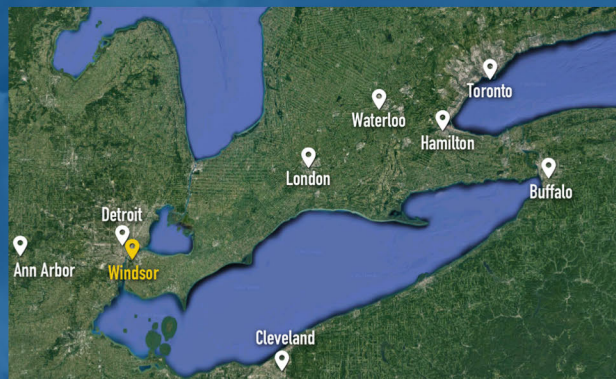 Toronto
Waterloo
Hamilton
London
Buffalo
Detroit
Ann Arbor
Windsor
Cleveland